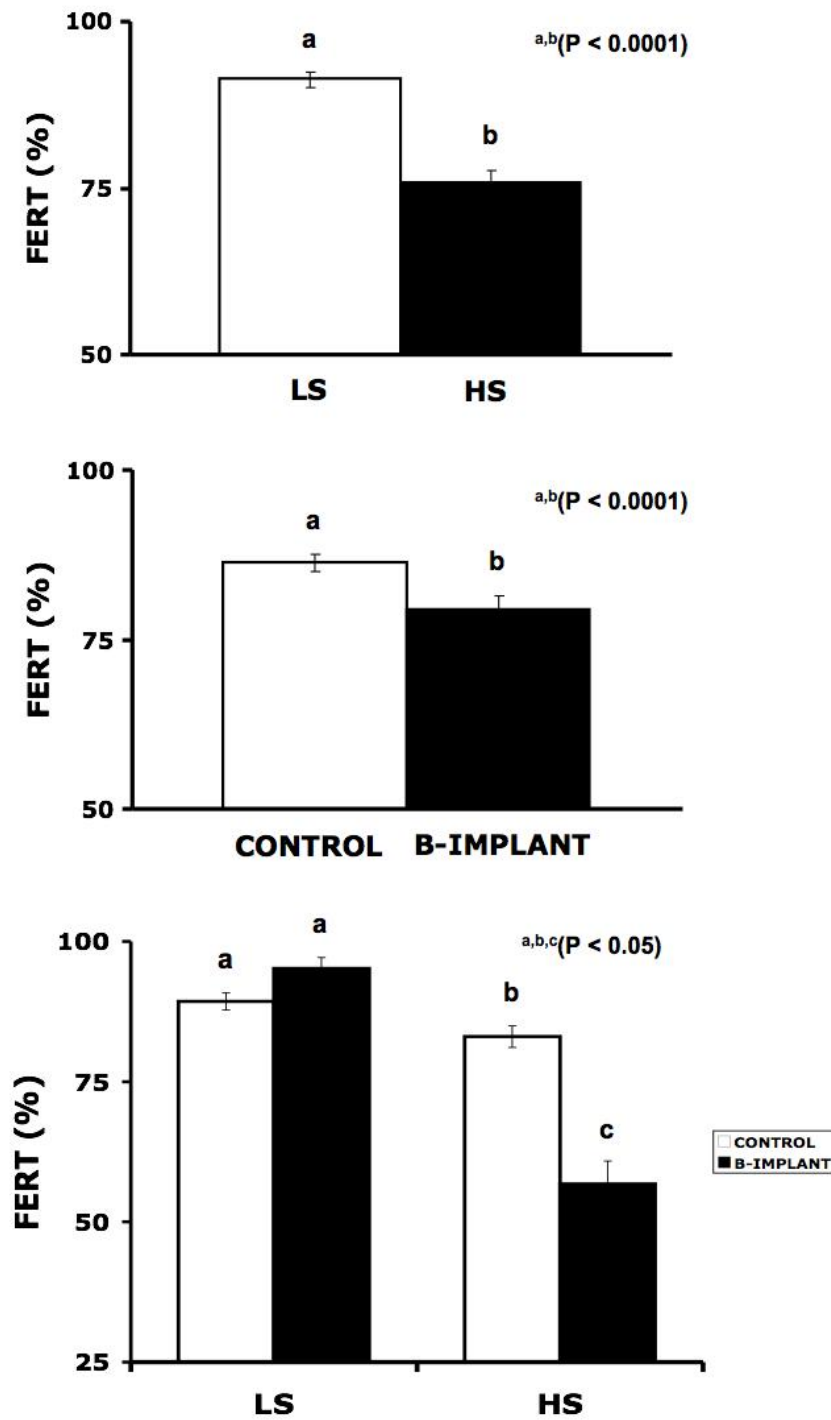 100
a
a,b(P < 0.0001)
b
75
FERT (%)
50
LS HS
100
a,b(P < 0.0001)
a
b
75
FERT (%)
50
CONTROL B-IMPLANT
100
a
a
a,b,c(P < 0.05)
b
75
FERT (%)
c
CONTROL
B-IMPLANT
50
25
LS HS